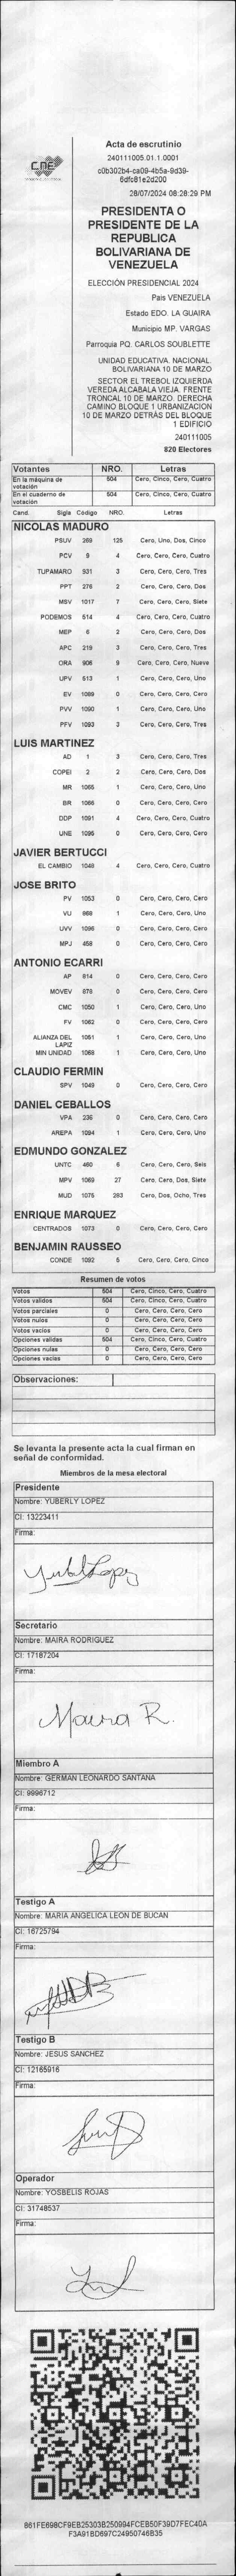 CNE
Acta de escrutinio
240111005.01.1.0001
c0b302b4-ca09-4b5a-9d39-
6dfc81e2d200
28/07/2024 08:28:29 PM
PRESIDENTA O
PRESIDENTE DE LA
REPUBLICA
BOLIVARIANA DE
VENEZUELA
ELECCIÓN PRESIDENCIAL 2024
Pais VENEZUELA
Estado EDO. LA GUAIRA
Municipio MP. VARGAS
Parroquia PQ. CARLOS SOUBLETTE
UNIDAD EDUCATIVA. NACIONAL.
BOLIVARIANA 10 DE MARZO
SECTOR EL TREBOL IZQUIERDA
VEREDA ALCABALA VIEJA. FRENTE
TRONCAL 10 DE MARZO. DERECHA
CAMINO BLOQUE 1 URBANIZACION
10 DE MARZO DETRÁS DEL BLOQUE
1 EDIFICIO
240111005
820 Electores
Votantes NRO. Letras
En la máquina de votación 504 Cero, Cinco, Cero, Cuatro
En el cuaderno de votación 504 Cero, Cinco, Cero, Cuatro
Cand. Sigla Codigo NRO. Letras
NICOLAS MADURO
PSUV 269 125 Cero, Uno, Dos, Cinco
PCV 9 4 Cero, Cero, Cero, Cuatro
TUPAMARO 931 3 Cero, Cero, Cero, Tres
PPT 276 2 Cero, Cero, Cero, Dos
MSV 1017 7 Cero, Cero, Cero, Siete
PODEMOS 514 4 Cero, Cero, Cero, Cuatro
MEP 6 2 Cero, Cero, Cero, Dos
APC 219 3 Cero, Cero, Cero, Tres
ORA 906 9 Cero, Cero, Cero, Nueve
UPV 513 1 Cero, Cero, Cero, Uno
EV 1089 0 Cero, Cero, Cero, Cero
PVV 1090 1 Cero, Cero, Cero, Uno
PFV 1093 3 Cero, Cero, Cero, Tres
LUIS MARTINEZ
AD 1 3 Cero, Cero, Cero, Tres
COPEI 2 2 Cero, Cero, Cero, Dos
MR 1065 1 Cero, Cero, Cero, Uno
BR 1066 0 Cero, Cero, Cero, Cero
DDP 1091 4 Cero, Cero, Cero, Cuatro
UNE 1095 0 Cero, Cero, Cero, Cero
JAVIER BERTUCCI
EL CAMBIO 1048 4 Cero, Cero, Cero, Cuatro
JOSE BRITO
PV 1053 0 Cero, Cero, Cero, Cero
VU 868 1 Cero, Cero, Cero, Uno
UVV 1096 0 Cero, Cero, Cero, Cero
MPJ 458 0 Cero, Cero, Cero, Cero
ANTONIO ECARRI
AP 814 0 Cero, Cero, Cero, Cero
MOVEV 878 0 Cero, Cero, Cero, Cero
CMC 1050 1 Cero, Cero, Cero, Uno
FV 1062 0 Cero, Cero, Cero, Cero
ALIANZA DEL LAPIZ 1051 1 Cero, Cero, Cero, Uno
MIN UNIDAD 1068 1 Cero, Cero, Cero, Uno
CLAUDIO FERMIN
SPV 1049 0 Cero, Cero, Cero, Cero
DANIEL CEBALLOS
VPA 235 0 Cero, Cero, Cero, Cero
AREPA 1094 1 Cero, Cero, Cero, Uno
EDMUNDO GONZALEZ
UNTC 460 6 Cero, Cero, Cero, Seis
MPV 1069 27 Cero, Cero, Dos, Siete
MUD 1075 283 Cero, Dos, Ocho, Tres
ENRIQUE MARQUEZ
CENTRADOS 1073 0 Cero, Cero, Cero, Cero
BENJAMIN RAUSSEO
CONDE 1092 5 Cero, Cero, Cero, Cinco
Resumen de votos
Votos 504 Cero, Cinco, Cero, Cuatro
Votos validos 504 Cero, Cinco, Cero, Cuatro
Votos parciales 0 Cero, Cero, Cero, Cero
Votos nulos 0 Cero, Cero, Cero, Cero
Votos vacios 0 Cero, Cero, Cero, Cero
Opciones validas 504 Cero, Cinco, Cero, Cuatro
Opciones nulas 0 Cero, Cero, Cero, Cero
Opciones vacias 0 Cero, Cero, Cero, Cero
Observaciones:
Se levanta la presente acta la cual firman en
señal de conformidad.
Miembros de la mesa electoral
Presidente
Nombre: YUBERLY LOPEZ
CI: 13223411
Firma:
Secretario
Nombre: MAIRA RODRIGUEZ
CI: 17187204
Firma:
Maira R.
Miembro A
Nombre: GERMAN LEONARDO SANTANA
CI: 9996712
Firma:
Testigo A
Nombre: MARIA ANGELICA LEON DE BUCAN
CI: 16725794
Firma:
Testigo B
Nombre: JESUS SANCHEZ
CI: 12165916
Firma:
Operador
Nombre: YOSBELIS ROJAS
CI: 31748537
Firma:
861FE698CF9EB25303B250994FCEB50F39D7FEC40A
F3A91BD697C24950746B35